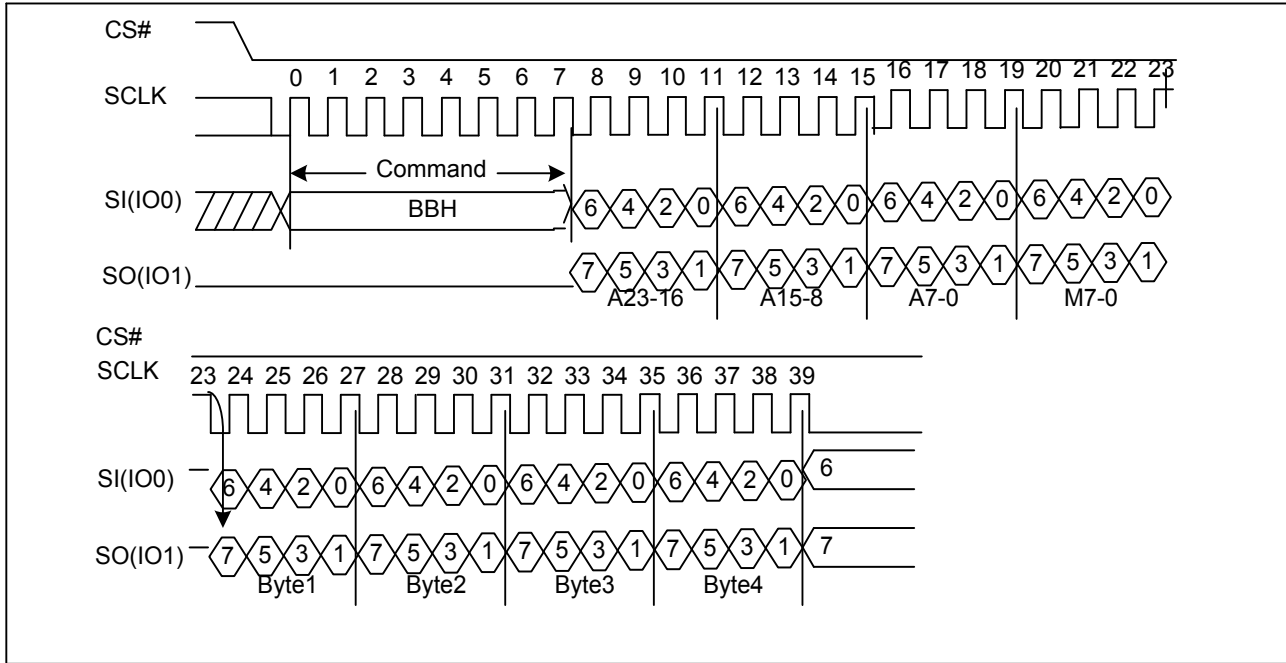 CS#
0 1 2 3 4 5 6 7 8 9 10 11 12 13 14 15 16 17 18 19 20 21 22 23
SCLK
Command
SI(IO0) BBH 6 4 2 0 6 4 2 0 6 4 2 0 6 4 2 0
SO(IO1) 7 5 3 1 7 5 3 1 7 5 3 1 7 5 3 1
A23-16 A15-8 A7-0 M7-0
CS#
SCLK 23 24 25 26 27 28 29 30 31 32 33 34 35 36 37 38 39
SI(IO0) 6 4 2 0 6 4 2 0 6 4 2 0 6 4 2 0 6
SO(IO1) 7 5 3 1 7 5 3 1 7 5 3 1 7 5 3 1 7
Byte1 Byte2 Byte3 Byte4